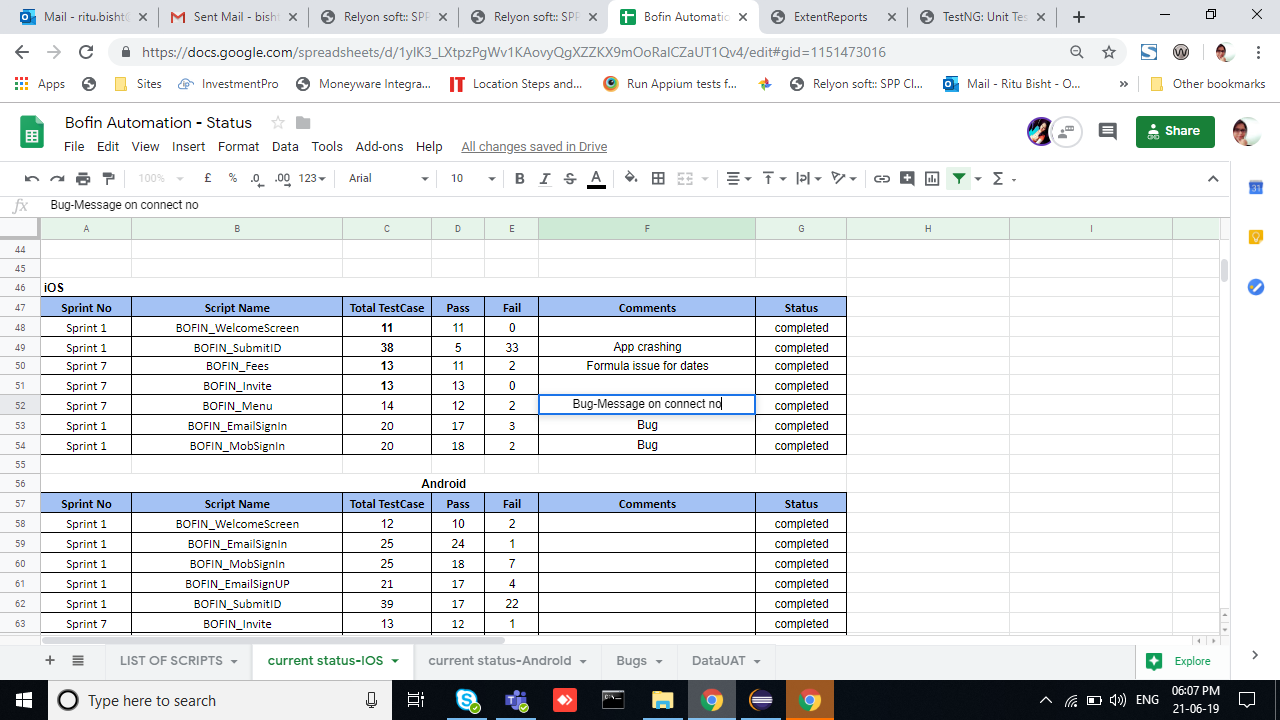 Mail - ritu.bisht@
Sent Mail - bisht
Relyon soft:: SPP
Relyon soft:: SPP
Bofin Automatic
ExtentReports
TestNG: Unit Tes
https://docs.google.com/spreadsheets/d/1yIK3_LXtpzPgWv1KAovyQgXZZKX9mOoRalCZaUT1Qv4/edit#gid=1151473016
Apps Sites InvestmentPro Moneyware Integra... Location Steps and... Run Appium tests f... Relyon soft:: SPP Cl... Mail - Ritu Bisht - O... » Other bookmarks
Bofin Automation - Status
Share
File Edit View Insert Format Data Tools Add-ons Help All changes saved in Drive
100% £ % .0 .00 123 Arial 10 B I S A Σ
fx Bug-Message on connect no
A B C D E F G H I
44
45
46 iOS
47 Sprint No Script Name Total TestCase Pass Fail Comments Status
48 Sprint 1 BOFIN_WelcomeScreen 11 11 0 completed
49 Sprint 1 BOFIN_SubmitID 38 5 33 App crashing completed
50 Sprint 7 BOFIN_Fees 13 11 2 Formula issue for dates completed
51 Sprint 1 BOFIN_Invite 13 13 0 completed
52 Sprint 7 BOFIN_Menu 14 12 2 Bug-Message on connect no completed
53 Sprint 1 BOFIN_EmailSignIn 20 17 3 Bug completed
54 Sprint 1 BOFIN_MobSignIn 20 18 2 Bug completed
55
56 Android
57 Sprint No Script Name Total TestCase Pass Fail Comments Status
58 Sprint 1 BOFIN_WelcomeScreen 12 10 2 completed
59 Sprint 1 BOFIN_EmailSignIn 25 24 1 completed
60 Sprint 1 BOFIN_MobSignIn 25 18 7 completed
61 Sprint 1 BOFIN_EmailSignUP 21 17 4 completed
62 Sprint 1 BOFIN_SubmitID 39 17 22 completed
63 Sprint 7 BOFIN_Invite 13 12 1 completed
LIST OF SCRIPTS current status-IOS current status-Android Bugs DataUAT Explore
Type here to search
ENG
06:07 PM
21-06-19